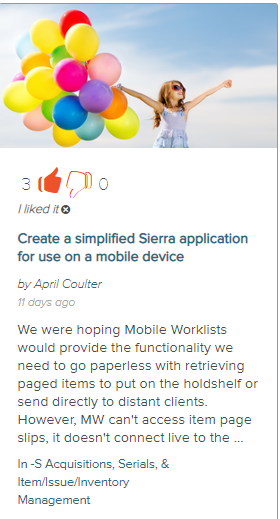 3 0
I liked it
Create a simplified Sierra application
for use on a mobile device
by April Coulter
11 days ago
We were hoping Mobile Worklists
would provide the functionality we
need to go paperless with retrieving
paged items to put on the holdshelf or
send directly to distant clients.
However, MW can't access item page
slips, it doesn't connect live to the ...
In -S Acquisitions, Serials, &
Item/Issue/Inventory
Management